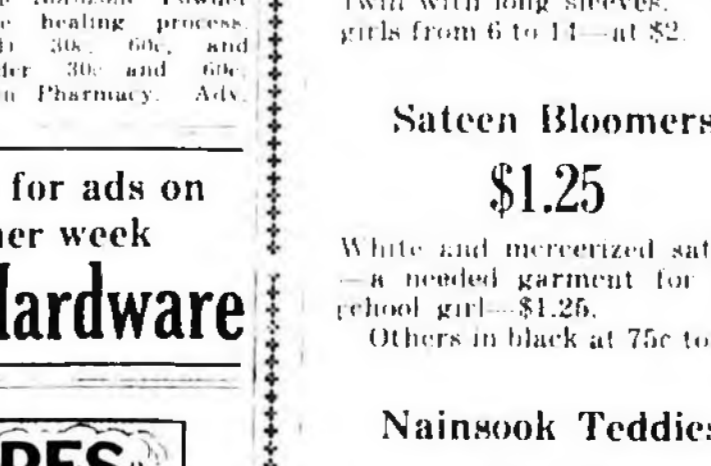 healing process.
30c, 60c, and
30c and 60c.
Pharmacy. Adv.
for ads on
week
Hardware
Twin with long sleeves.
girls from 6 to 14—at $2.
Sateen Bloomers
$1.25
White and mercerized sat
—a needed garment for
school girl—$1.25.
Others in black at 75c to
Nainsook Teddies